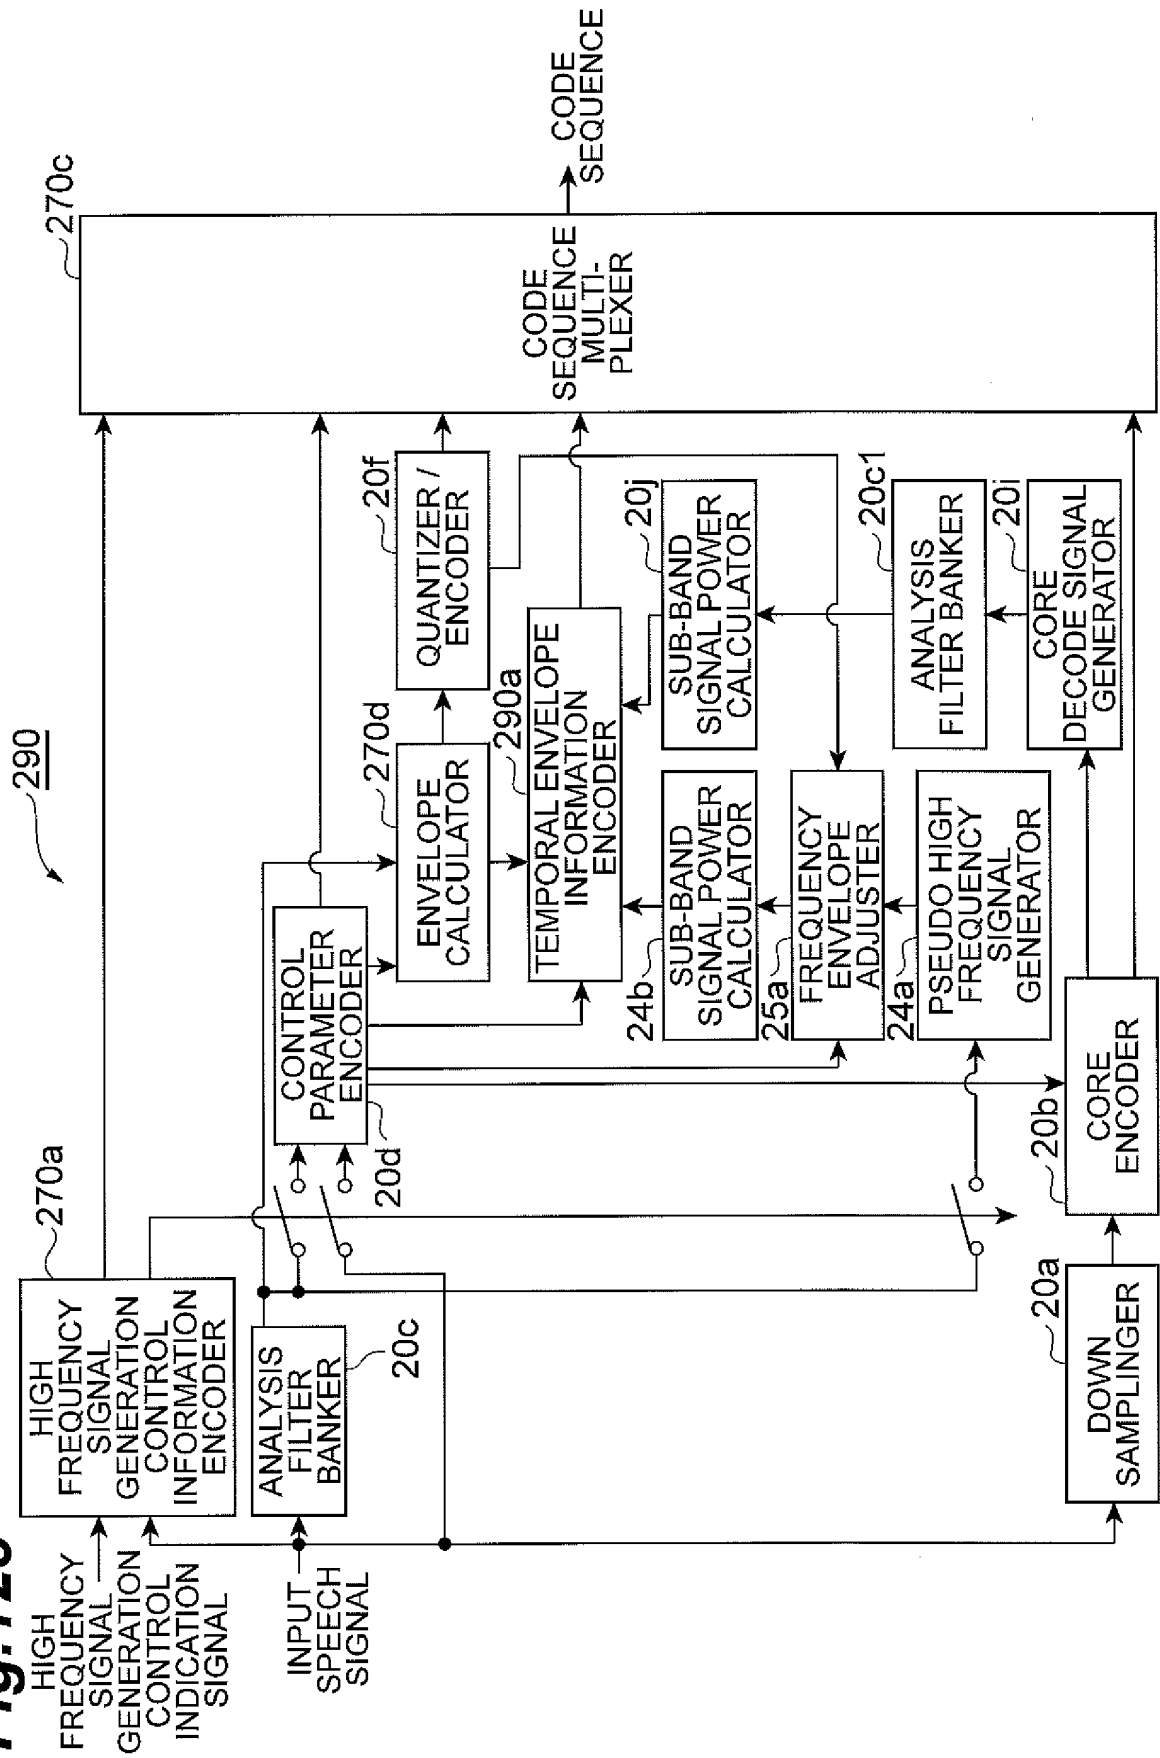 290
HIGH
FREQUENCY
SIGNAL
GENERATION
CONTROL
INDICATION
SIGNAL
INPUT
SPEECH
SIGNAL
270a
HIGH
FREQUENCY
SIGNAL
GENERATION
CONTROL
INFORMATION
ENCODER
ANALYSIS
FILTER
BANKER
20c
20a
DOWN
SAMPLINGER
CONTROL
PARAMETER
ENCODER
20d
20b
CORE
ENCODER
270d
ENVELOPE
CALCULATOR
20f
QUANTIZER /
ENCODER
290a
TEMPORAL ENVELOPE
INFORMATION
ENCODER
24b
SUB-BAND
SIGNAL POWER
CALCULATOR
20j
SUB-BAND
SIGNAL POWER
CALCULATOR
25a
FREQUENCY
ENVELOPE
ADJUSTER
24a
PSEUDO HIGH
FREQUENCY
SIGNAL
GENERATOR
20c1
ANALYSIS
FILTER BANKER
20i
CORE
DECODE SIGNAL
GENERATOR
270c
CODE
SEQUENCE
MULTI-
PLEXER
CODE
SEQUENCE